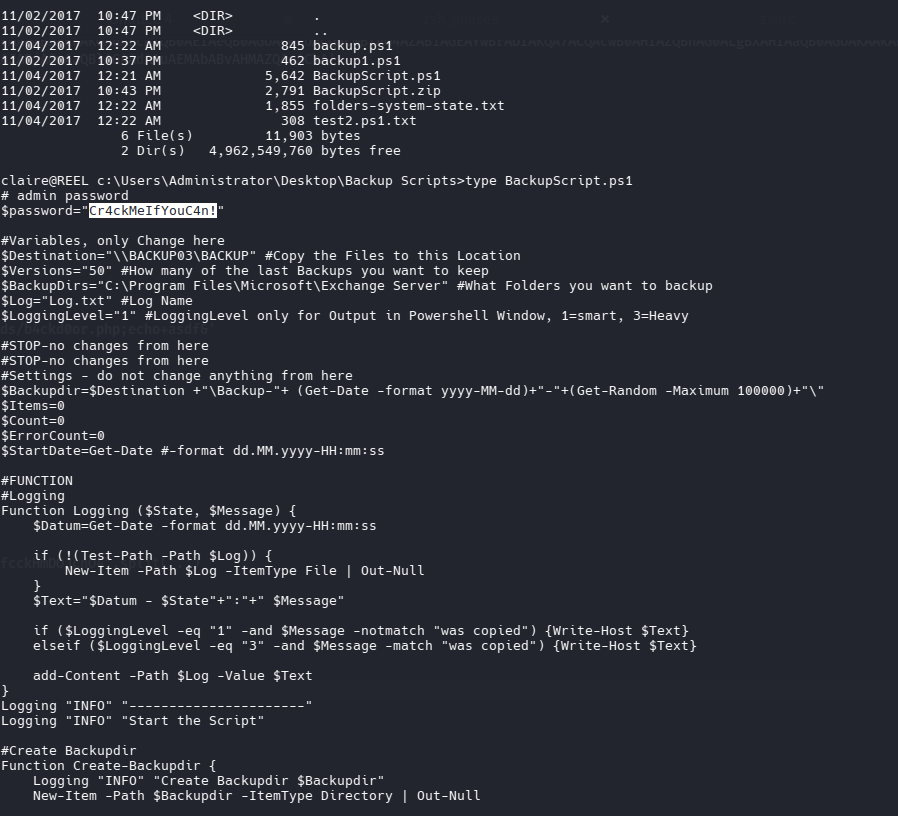 11/02/2017  10:47 PM    <DIR>          .
11/02/2017  10:47 PM    <DIR>          ..
11/04/2017  12:22 AM               845 backup.ps1
11/02/2017  10:37 PM               462 backup1.ps1
11/04/2017  12:21 AM             5,642 BackupScript.ps1
11/02/2017  10:43 PM             2,791 BackupScript.zip
11/04/2017  12:22 AM             1,855 folders-system-state.txt
11/04/2017  12:22 AM               308 test2.ps1.txt
               6 File(s)         11,903 bytes
               2 Dir(s)   4,962,549,760 bytes free

claire@REEL c:\Users\Administrator\Desktop\Backup Scripts>type BackupScript.ps1
# admin password
$password="Cr4ckMeIfYouC4n!"

#Variables, only Change here
$Destination="\\BACKUP03\BACKUP" #Copy the Files to this Location
$Versions="50" #How many of the last Backups you want to keep
$BackupDirs="C:\Program Files\Microsoft\Exchange Server" #What Folders you want to backup
$Log="Log.txt" #Log Name
$LoggingLevel="1" #LoggingLevel only for Output in Powershell Window, 1=smart, 3=Heavy

#STOP-no changes from here
#STOP-no changes from here
#Settings - do not change anything from here
$Backupdir=$Destination +"\Backup-"+ (Get-Date -format yyyy-MM-dd)+"-"+(Get-Random -Maximum 100000)+"\"
$Items=0
$Count=0
$ErrorCount=0
$StartDate=Get-Date #-format dd.MM.yyyy-HH:mm:ss

#FUNCTION
#Logging
Function Logging ($State, $Message) {
    $Datum=Get-Date -format dd.MM.yyyy-HH:mm:ss

    if (!(Test-Path -Path $Log)) {
        New-Item -Path $Log -ItemType File | Out-Null
    }
    $Text="$Datum - $State"+":"+" $Message"

    if ($LoggingLevel -eq "1" -and $Message -notmatch "was copied") {Write-Host $Text}
    elseif ($LoggingLevel -eq "3" -and $Message -match "was copied") {Write-Host $Text}

    add-Content -Path $Log -Value $Text
}
Logging "INFO" "----------------------"
Logging "INFO" "Start the Script"

#Create Backupdir
Function Create-Backupdir {
    Logging "INFO" "Create Backupdir $Backupdir"
    New-Item -Path $Backupdir -ItemType Directory | Out-Null